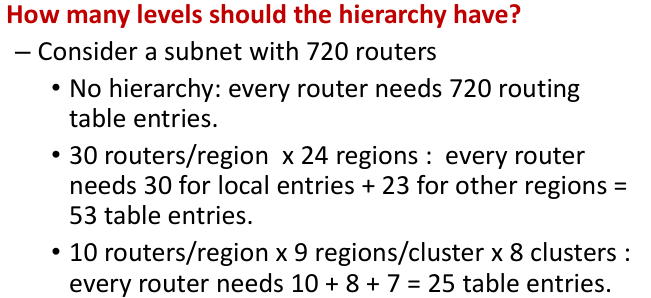 How many levels should the hierarchy have?
– Consider a subnet with 720 routers
• No hierarchy: every router needs 720 routing
table entries.
• 30 routers/region x 24 regions : every router
needs 30 for local entries + 23 for other regions =
53 table entries.
• 10 routers/region x 9 regions/cluster x 8 clusters :
every router needs 10 + 8 + 7 = 25 table entries.